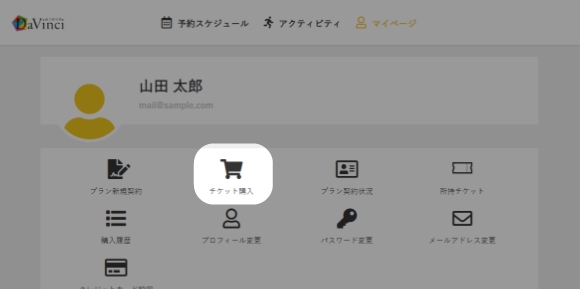 DaVinci
予約スケジュール
アクティビティ
マイページ
山田 太郎
mail@sample.com
プラン新規契約
チケット購入
プラン契約状況
所持チケット
購入履歴
プロフィール変更
パスワード変更
メールアドレス変更